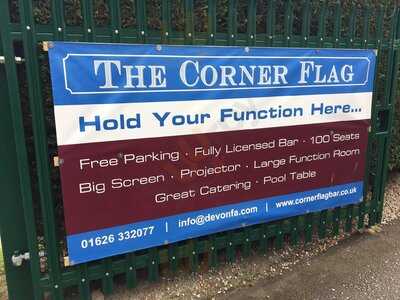 THE CORNER FLAG
Hold Your Function Here...
Free Parking · Fully Licensed Bar · 100 Seats
Big Screen · Projector · Large Function Room
Great Catering · Pool Table
01626 332077 | info@devonfa.com | www.cornerflagbar.co.uk